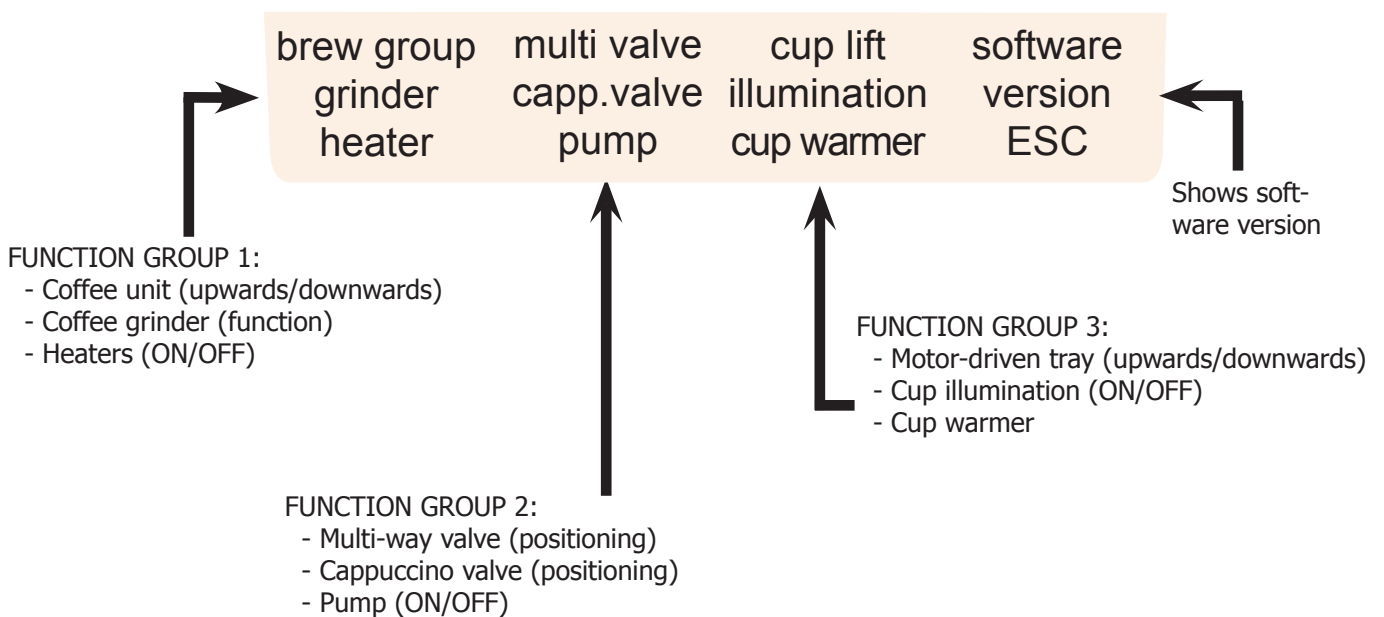 brew group multi valve cup lift software
grinder capp.valve illumination version
heater pump cup warmer ESC
Shows soft-
ware version
FUNCTION GROUP 1:
- Coffee unit (upwards/downwards)
- Coffee grinder (function)
- Heaters (ON/OFF)
FUNCTION GROUP 3:
- Motor-driven tray (upwards/downwards)
- Cup illumination (ON/OFF)
- Cup warmer
FUNCTION GROUP 2:
- Multi-way valve (positioning)
- Cappuccino valve (positioning)
- Pump (ON/OFF)